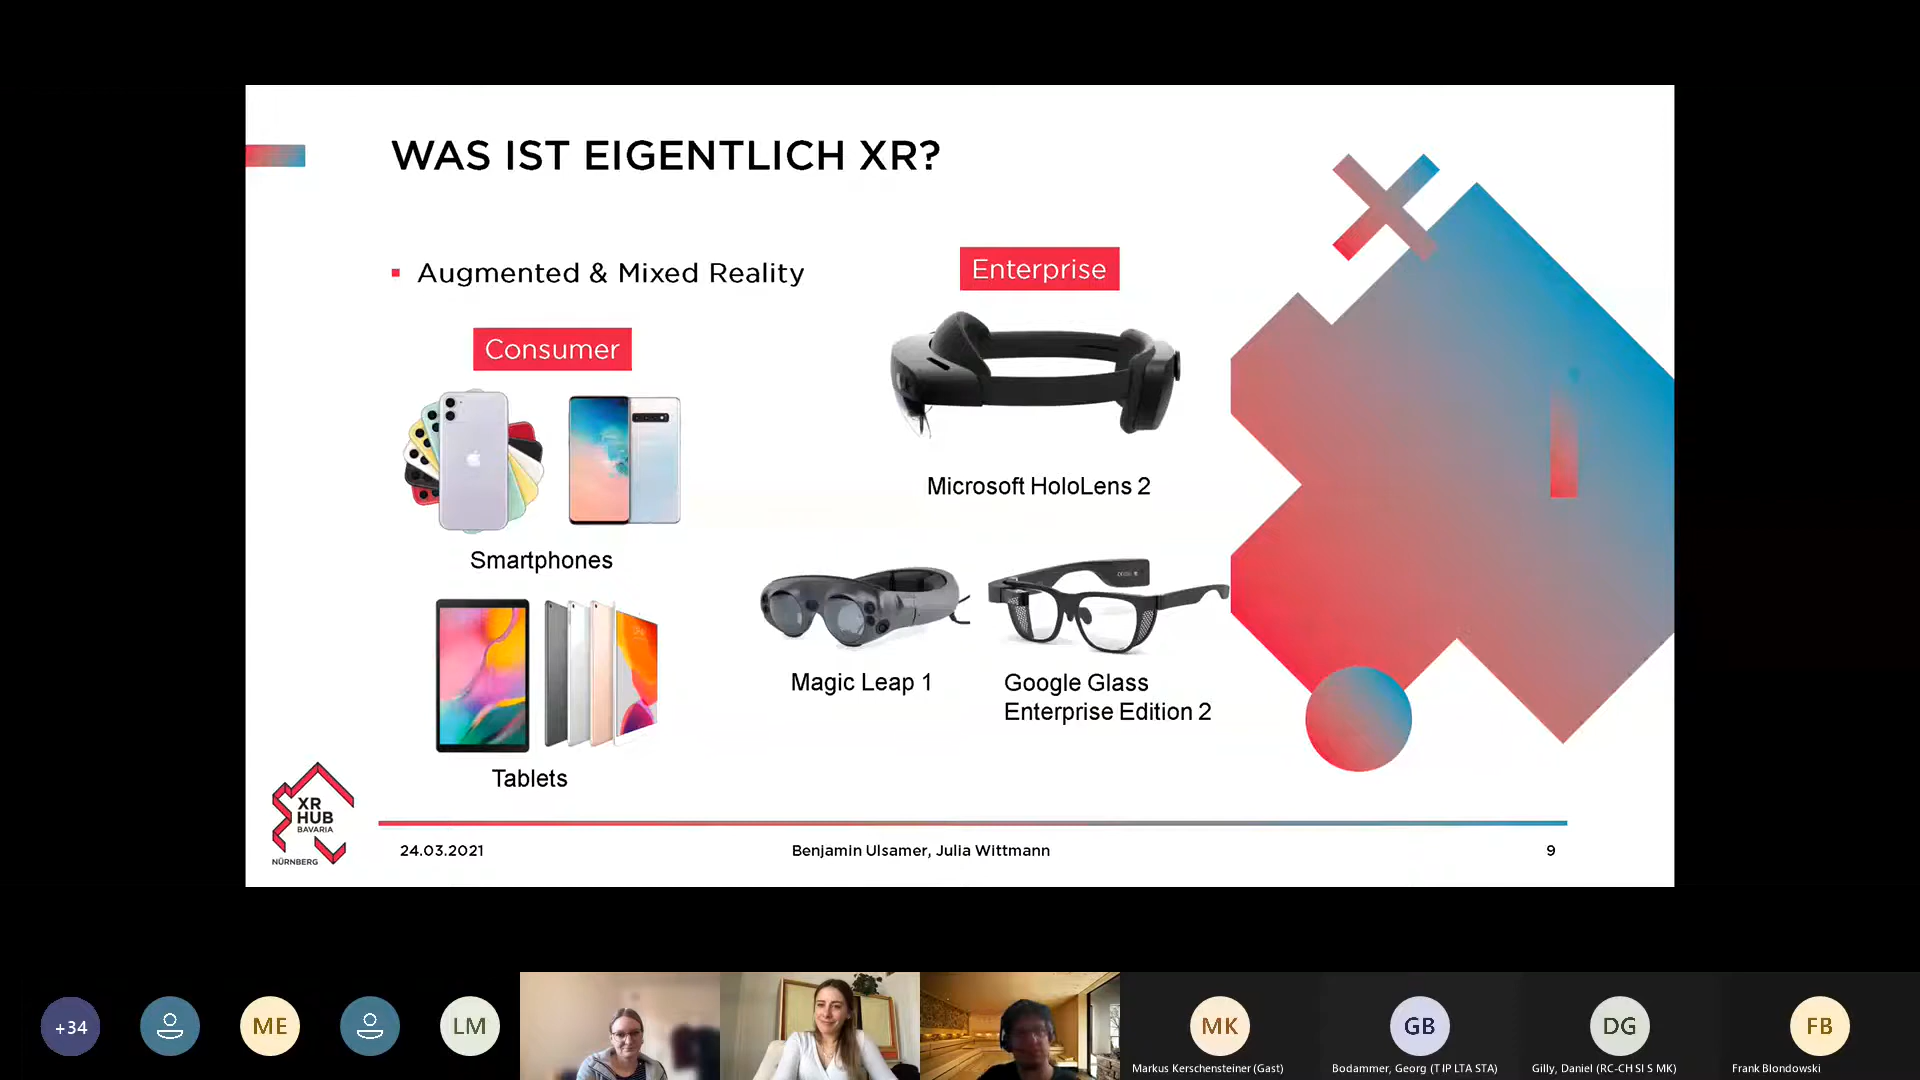 WAS IST EIGENTLICH XR?
Augmented & Mixed Reality
Enterprise
Consumer
Microsoft HoloLens 2
Smartphones
Magic Leap 1
Google Glass
Enterprise Edition 2
Tablets
XR
HUB
BAVARIA
NÜRNBERG
24.03.2021
Benjamin Ulsamer, Julia Wittmann
9
+34
ME
LM
MK
GB
DG
FB
Markus Kerschensteiner (Gast)
Bodammer, Georg (T IP LTA STA)
Gilly, Daniel (RC-CH SI S MK)
Frank Blondowski